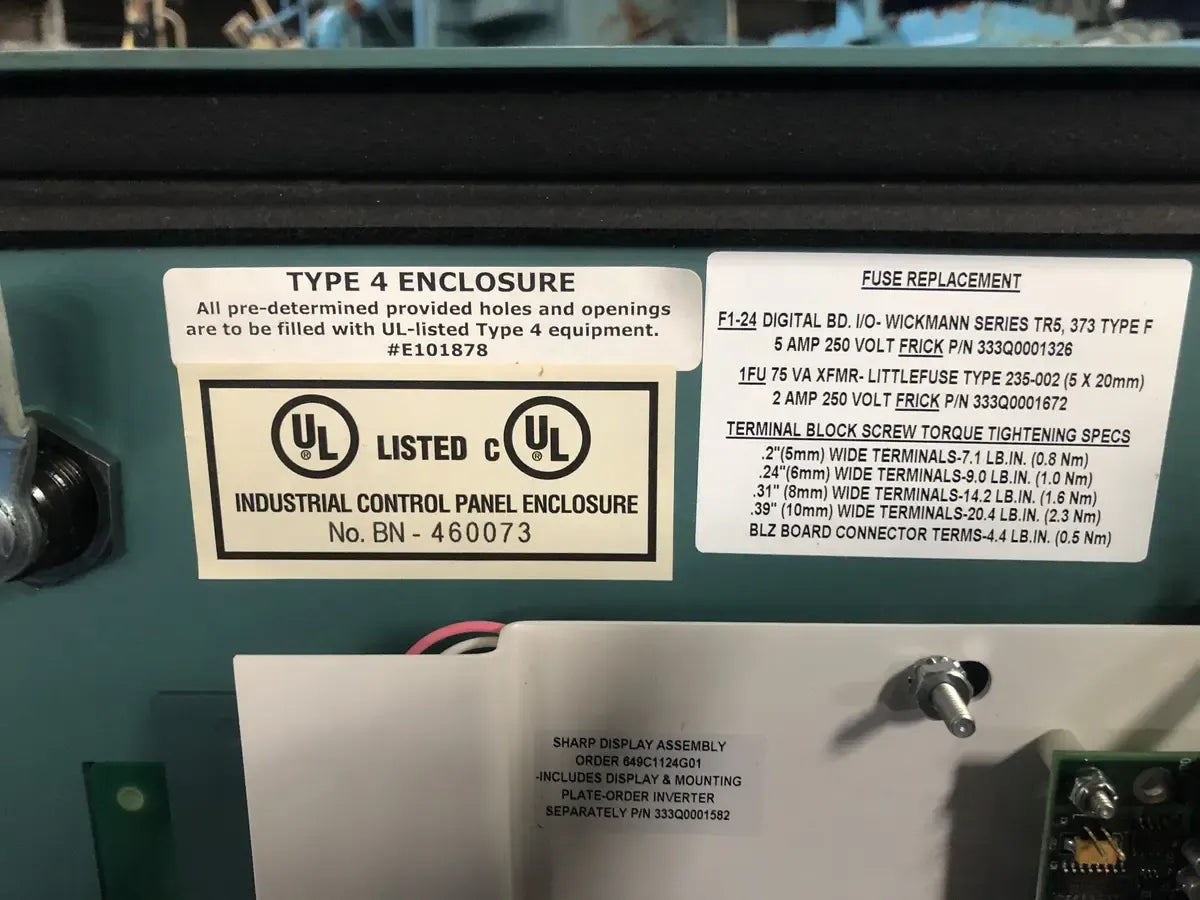 TYPE 4 ENCLOSURE
All pre-determined provided holes and openings
are to be filled with UL-listed Type 4 equipment.
#E101878
UL ® LISTED C UL ®
INDUSTRIAL CONTROL PANEL ENCLOSURE
No. BN - 460073
FUSE REPLACEMENT
F1-24 DIGITAL BD. I/O- WICKMANN SERIES TR5, 373 TYPE F
5 AMP 250 VOLT FRICK P/N 333Q0001326
1FU 75 VA XFMR- LITTLEFUSE TYPE 235-002 (5 X 20mm)
2 AMP 250 VOLT FRICK P/N 333Q0001672
TERMINAL BLOCK SCREW TORQUE TIGHTENING SPECS
.2"(5mm) WIDE TERMINALS-7.1 LB.IN. (0.8 Nm)
.24"(6mm) WIDE TERMINALS-9.0 LB.IN. (1.0 Nm)
.31" (8mm) WIDE TERMINALS-14.2 LB.IN. (1.6 Nm)
.39" (10mm) WIDE TERMINALS-20.4 LB.IN. (2.3 Nm)
BLZ BOARD CONNECTOR TERMS-4.4 LB.IN. (0.5 Nm)
SHARP DISPLAY ASSEMBLY
ORDER 649C1124G01
-INCLUDES DISPLAY & MOUNTING
PLATE-ORDER INVERTER
SEPARATELY P/N 333Q0001582